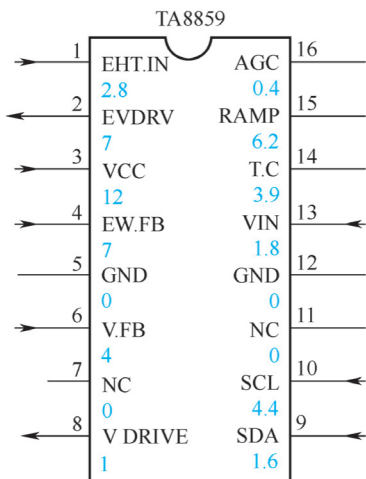 TA8859
1 EHT.IN AGC 16
2.8 0.4
2 EVDRV RAMP 15
7 6.2
3 VCC T.C 14
12 3.9
4 EW.FB VIN 13
7 1.8
5 GND GND 12
0 0
6 V.FB NC 11
4 0
7 NC SCL 10
0 4.4
8 V DRIVE SDA 9
1 1.6